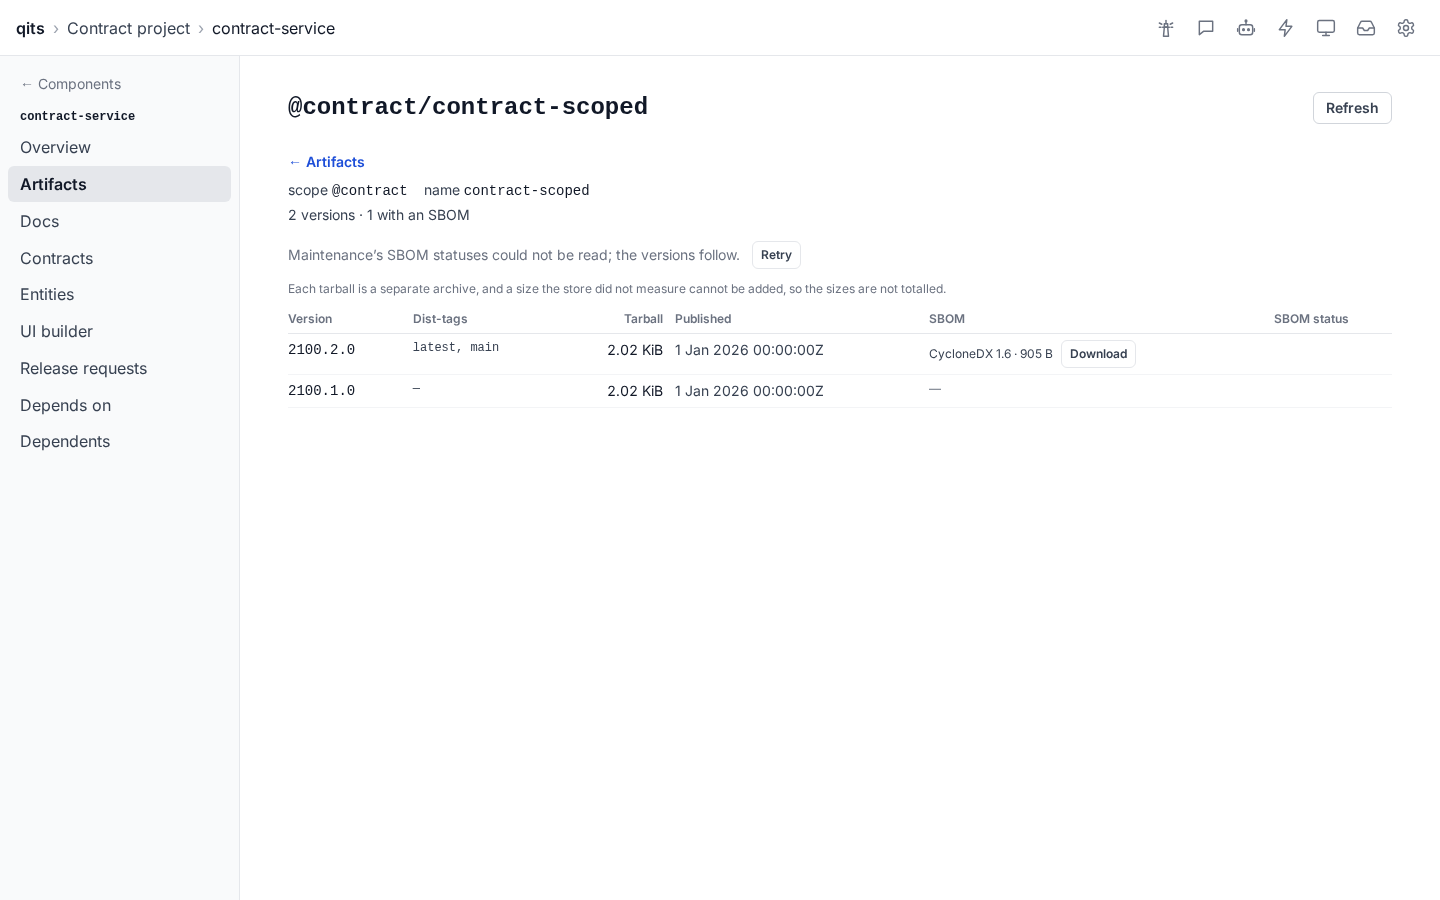 qits › Contract project › contract-service
← Components
contract-service
Overview
Artifacts
Docs
Contracts
Entities
UI builder
Release requests
Depends on
Dependents
@contract/contract-scoped
Refresh
← Artifacts
scope @contract name contract-scoped
2 versions · 1 with an SBOM
Maintenance’s SBOM statuses could not be read; the versions follow. Retry
Each tarball is a separate archive, and a size the store did not measure cannot be added, so the sizes are not totalled.
Version Dist-tags Tarball Published SBOM SBOM status
2100.2.0 latest, main 2.02 KiB 1 Jan 2026 00:00:00Z CycloneDX 1.6 · 905 B Download
2100.1.0 — 2.02 KiB 1 Jan 2026 00:00:00Z —